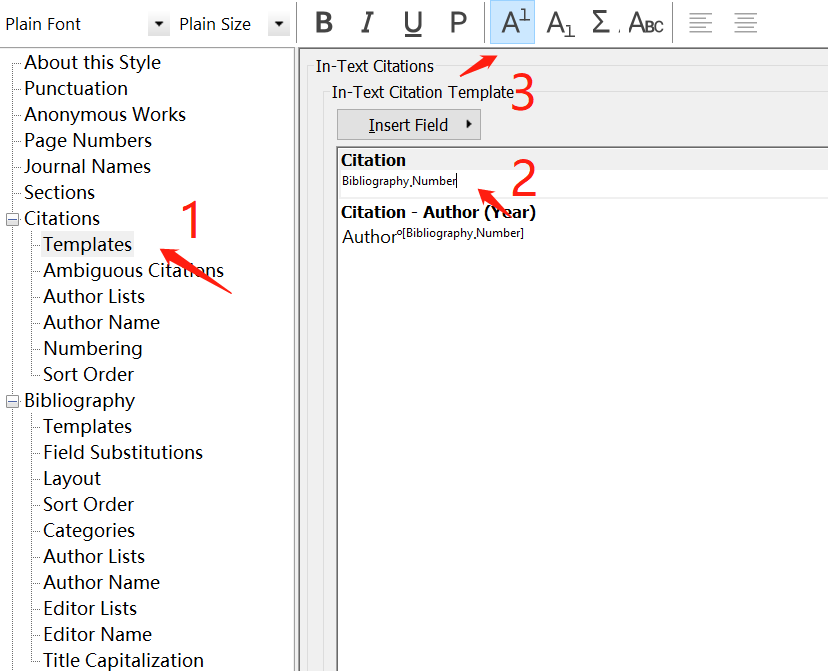 Plain Font Plain Size B I U P A1 A1 Σ. ABC
About this Style
Punctuation
Anonymous Works
Page Numbers
Journal Names
Sections
Citations
Templates
Ambiguous Citations
Author Lists
Author Name
Numbering
Sort Order
Bibliography
Templates
Field Substitutions
Layout
Sort Order
Categories
Author Lists
Author Name
Editor Lists
Editor Name
Title Capitalization
1
In-Text Citations
In-Text Citation Template
3
Insert Field
Citation
Bibliography.Number
2
Citation - Author (Year)
Author°[Bibliography.Number]